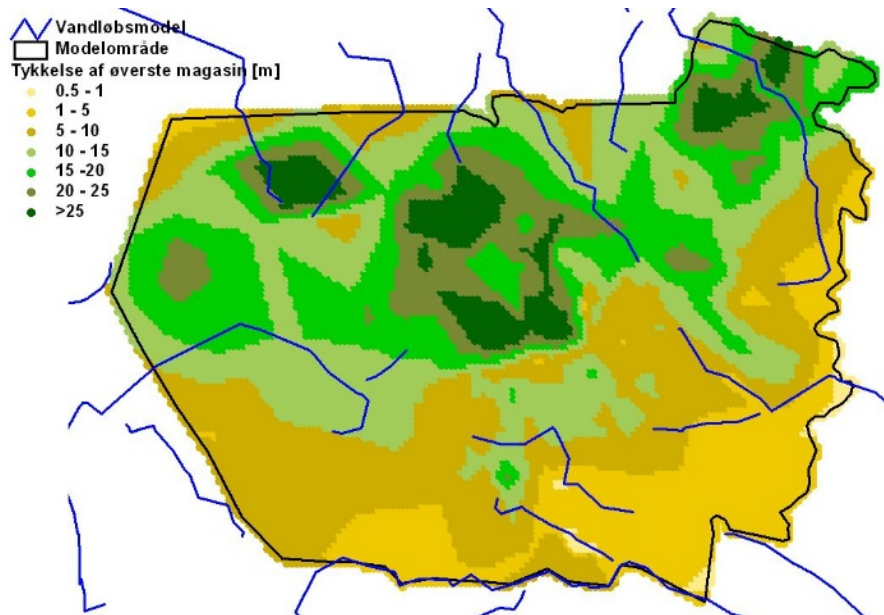 Vandløbsmodel
Modelområde
Tykkelse af øverste magasin [m]
0.5 - 1
1 - 5
5 - 10
10 - 15
15 -20
20 - 25
>25